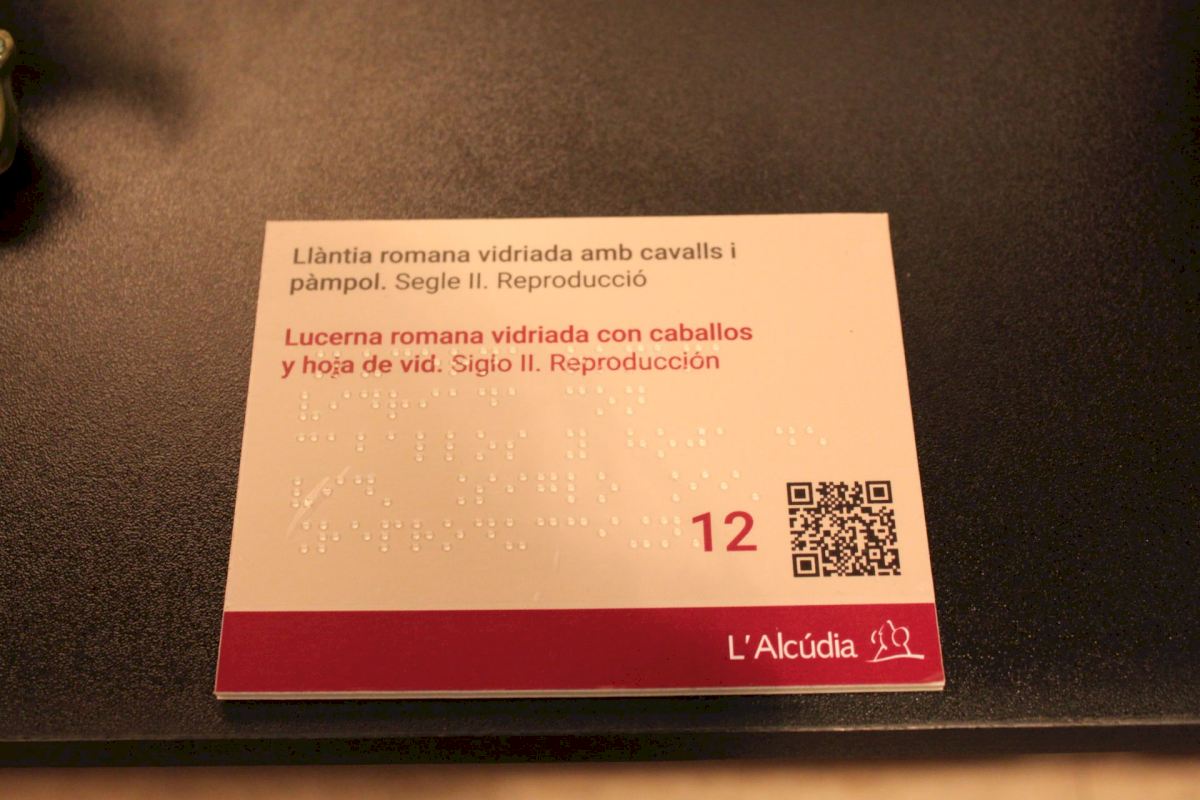 Llàntia romana vidriada amb cavalls i
pàmpol. Segle II. Reproducció
Lucerna romana vidriada con caballos
y hoja de vid. Siglo II. Reproducción
12
L'Alcúdia